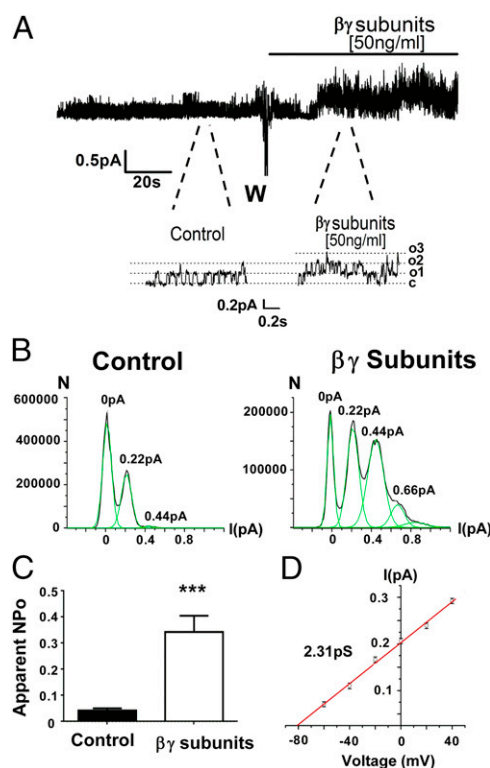 A
βγ subunits
[50ng/ml]
0.5pA
20s
W
Control
βγ subunits
[50ng/ml]
o3
o2
o1
c
0.2pA
0.2s
B
Control
βγ Subunits
N
600000
400000
200000
0
0pA
0.22pA
0.44pA
0 0.4 0.8
I(pA)
N
200000
100000
0
0pA
0.22pA
0.44pA
0.66pA
0 0.4 0.8 1.2
I(pA)
C
Apparent NPo
0.5
0.4
0.3
0.2
0.1
0.0
***
Control
βγ subunits
D
I(pA)
0.3
0.2
0.1
2.31pS
-80 -40 0 40
Voltage (mV)